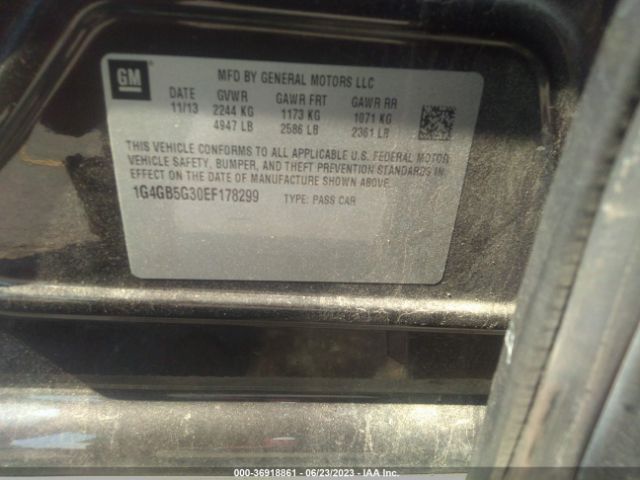 GM ®
MFD BY GENERAL MOTORS LLC
DATE GVWR GAWR FRT GAWR RR
11/13 2244 KG 1173 KG 1071 KG
4947 LB 2586 LB 2361 LB
THIS VEHICLE CONFORMS TO ALL APPLICABLE U.S. FEDERAL MOTOR
VEHICLE SAFETY, BUMPER, AND THEFT PREVENTION STANDARDS IN
EFFECT ON THE DATE OF MANUFACTURE SHOWN ABOVE.
1G4GB5G30EF178299 TYPE: PASS CAR
000-36918861 - 06/23/2023 - IAA Inc.